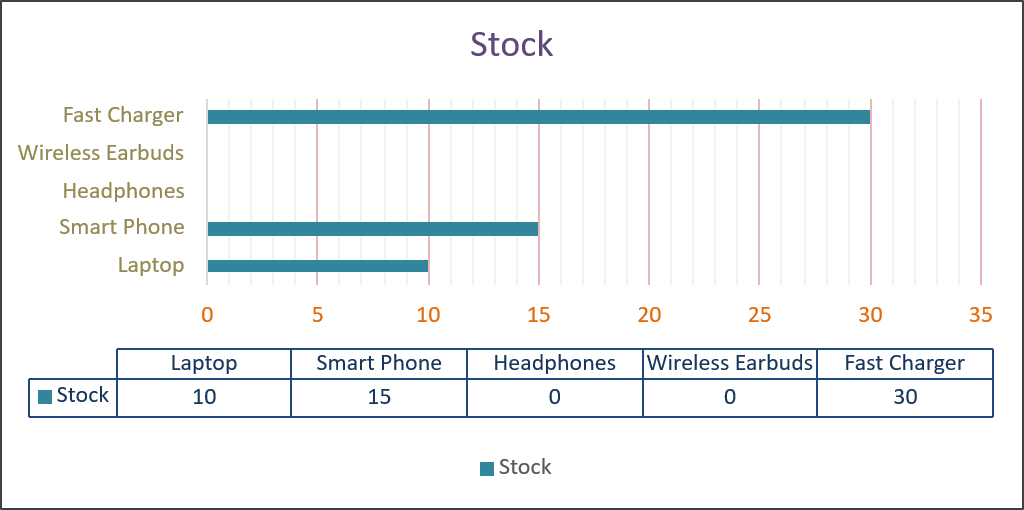 Stock
Fast Charger
Wireless Earbuds
Headphones
Smart Phone
Laptop
0 5 10 15 20 25 30 35
Laptop Smart Phone Headphones Wireless Earbuds Fast Charger
Stock 10 15 0 0 30
Stock